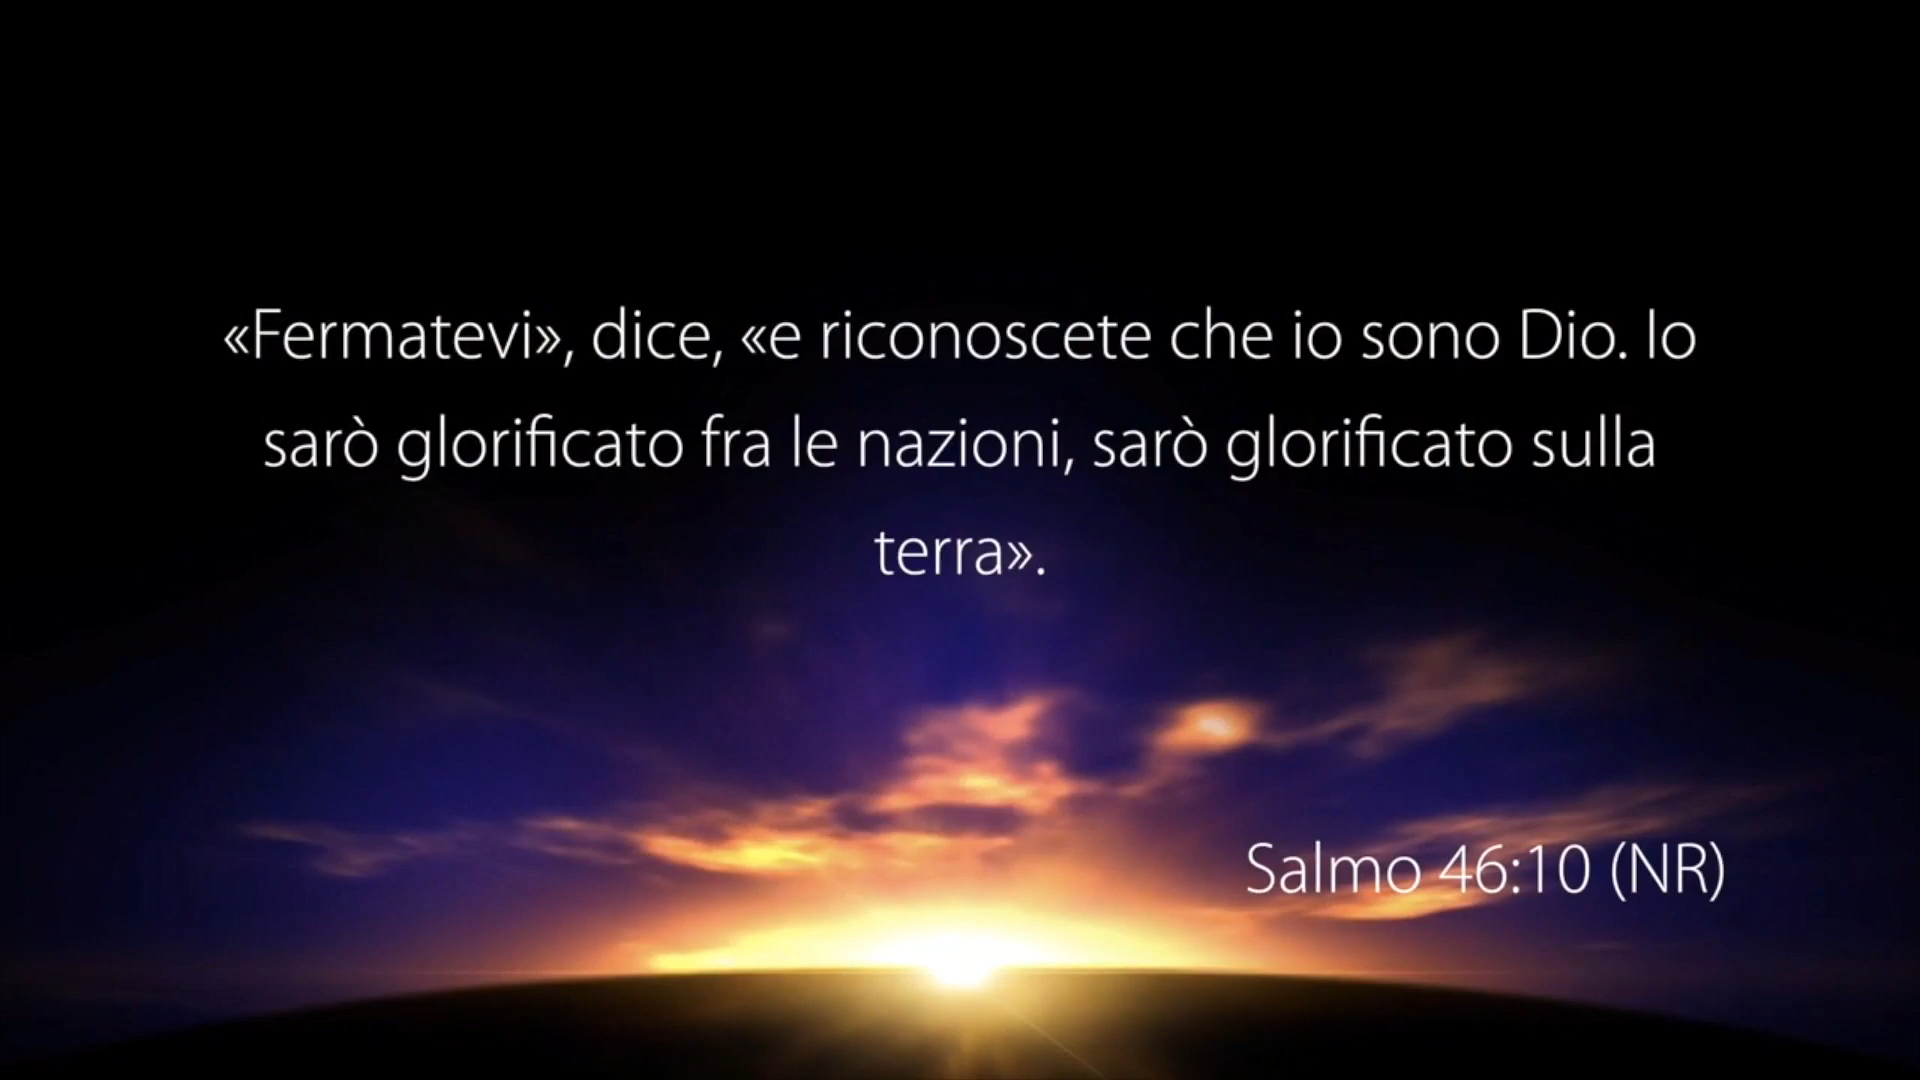 «Fermatevi», dice, «e riconoscete che io sono Dio. Io
sarò glorificato fra le nazioni, sarò glorificato sulla
terra».
Salmo 46:10 (NR)